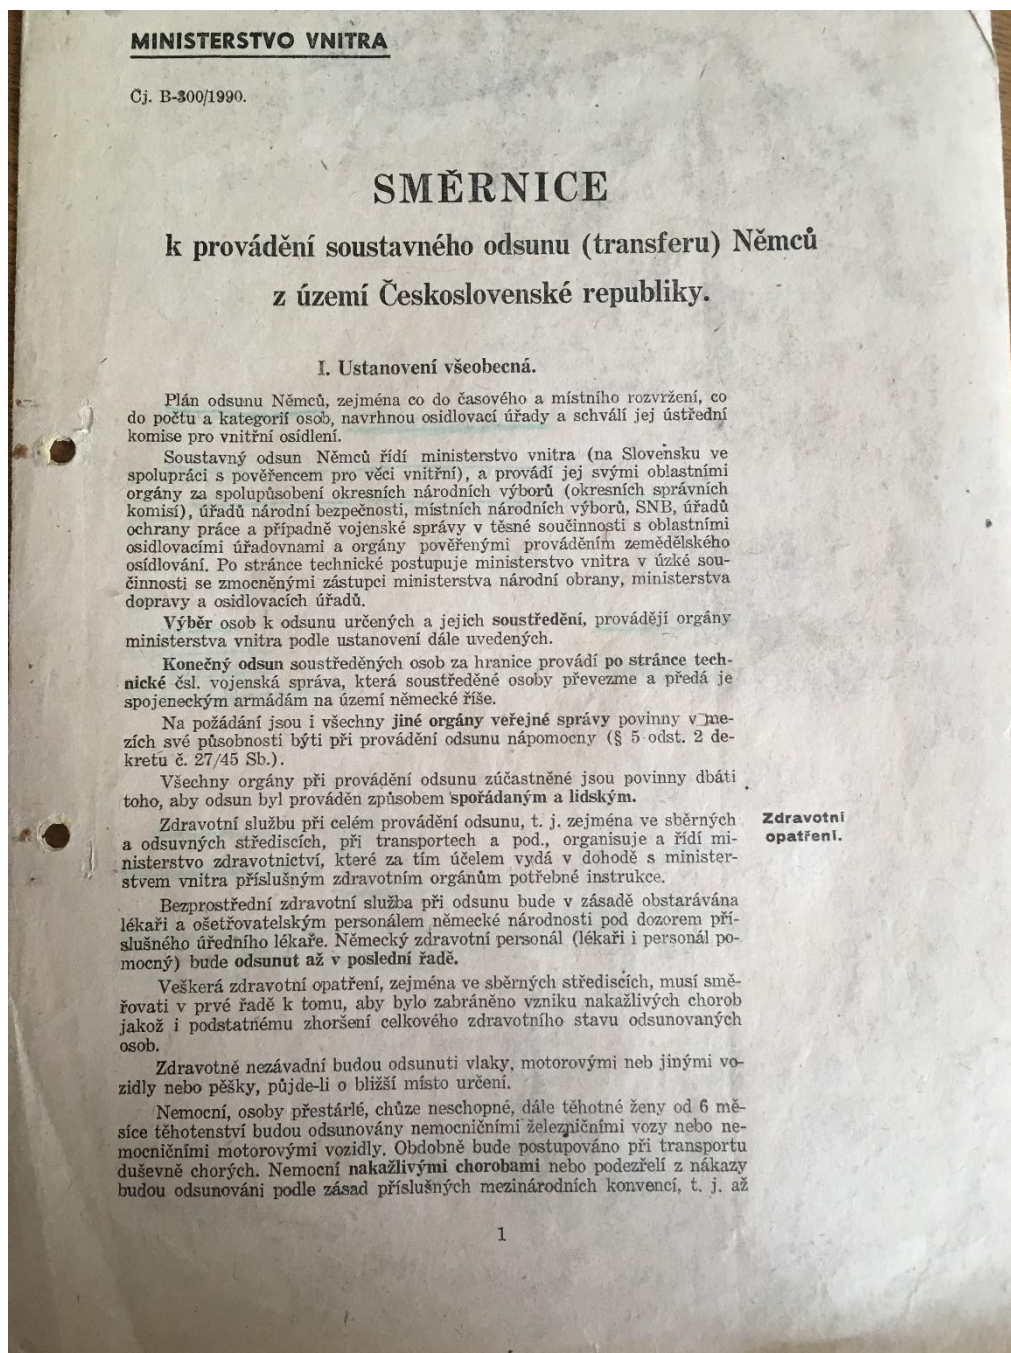 MINISTERSTVO VNITRA
Čj. B-300/1990.
SMĚRNICE
k provádění soustavného odsunu (transferu) Němců
z území Československé republiky.
I. Ustanovení všeobecná.
Plán odsunu Němců, zejména co do časového a místního rozvržení, co
do počtu a kategorií osob, navrhnou osidlovací úřady a schválí jej ústřední
komise pro vnitřní osídlení.
Soustavný odsun Němců řídí ministerstvo vnitra (na Slovensku ve
spolupráci s pověřencem pro věci vnitřní), a provádí jej svými oblastními
orgány za spolupůsobení okresních národních výborů (okresních správních
komisí), úřadů národní bezpečnosti, místních národních výborů, SNB, úřadů
ochrany práce a případně vojenské správy v těsné součinnosti s oblastními
osidlovacími úřadovnami a orgány pověřenými prováděním zemědělského
osídlování. Po stránce technické postupuje ministerstvo vnitra v úzké sou-
činnosti se zmocněnými zástupci ministerstva národní obrany, ministerstva
dopravy a osidlovacích úřadů.
Výběr osob k odsunu určených a jejich soustředění, provádějí orgány
ministerstva vnitra podle ustanovení dále uvedených.
Konečný odsun soustředěných osob za hranice provádí po stránce tech-
nické čsl. vojenská správa, která soustředěné osoby převezme a předá je
spojeneckým armádám na území německé říše.
Na požádání jsou i všechny jiné orgány veřejné správy povinny v me-
zích své působnosti býti při provádění odsunu nápomocny (§ 5 odst. 2 de-
kretu č. 27/45 Sb.).
Všechny orgány při provádění odsunu zúčastněné jsou povinny dbáti
toho, aby odsun byl prováděn způsobem spořádaným a lidským.
Zdravotní službu při celém provádění odsunu, t. j. zejména ve sběrných
a odsuvných střediscích, při transportech a pod., organisuje a řídí mi-
nisterstvo zdravotnictví, které za tím účelem vydá v dohodě s minister-
stvem vnitra příslušným zdravotním orgánům potřebné instrukce.
Zdravotní
opatření.
Bezprostřední zdravotní služba při odsunu bude v zásadě obstarávána
lékaři a ošetřovatelským personálem německé národnosti pod dozorem pří-
slušného úředního lékaře. Německý zdravotní personál (lékaři i personál po-
mocný) bude odsunut až v poslední řadě.
Veškerá zdravotní opatření, zejména ve sběrných střediscích, musí smě-
řovati v prvé řadě k tomu, aby bylo zabráněno vzniku nakažlivých chorob
jakož i podstatnému zhoršení celkového zdravotního stavu odsunovaných
osob.
Zdravotně nezávadní budou odsunuti vlaky, motorovými neb jinými vo-
zidly nebo pěšky, půjde-li o bližší místo určení.
Nemocní, osoby přestárlé, chůze neschopné, dále těhotné ženy od 6 mě-
síce těhotenství budou odsunovány nemocničními železničními vozy nebo ne-
mocničními motorovými vozidly. Obdobně bude postupováno při transportu
duševně chorých. Nemocní nakažlivými chorobami nebo podezřelí z nákazy
budou odsunováni podle zásad příslušných mezinárodních konvencí, t. j. až
1